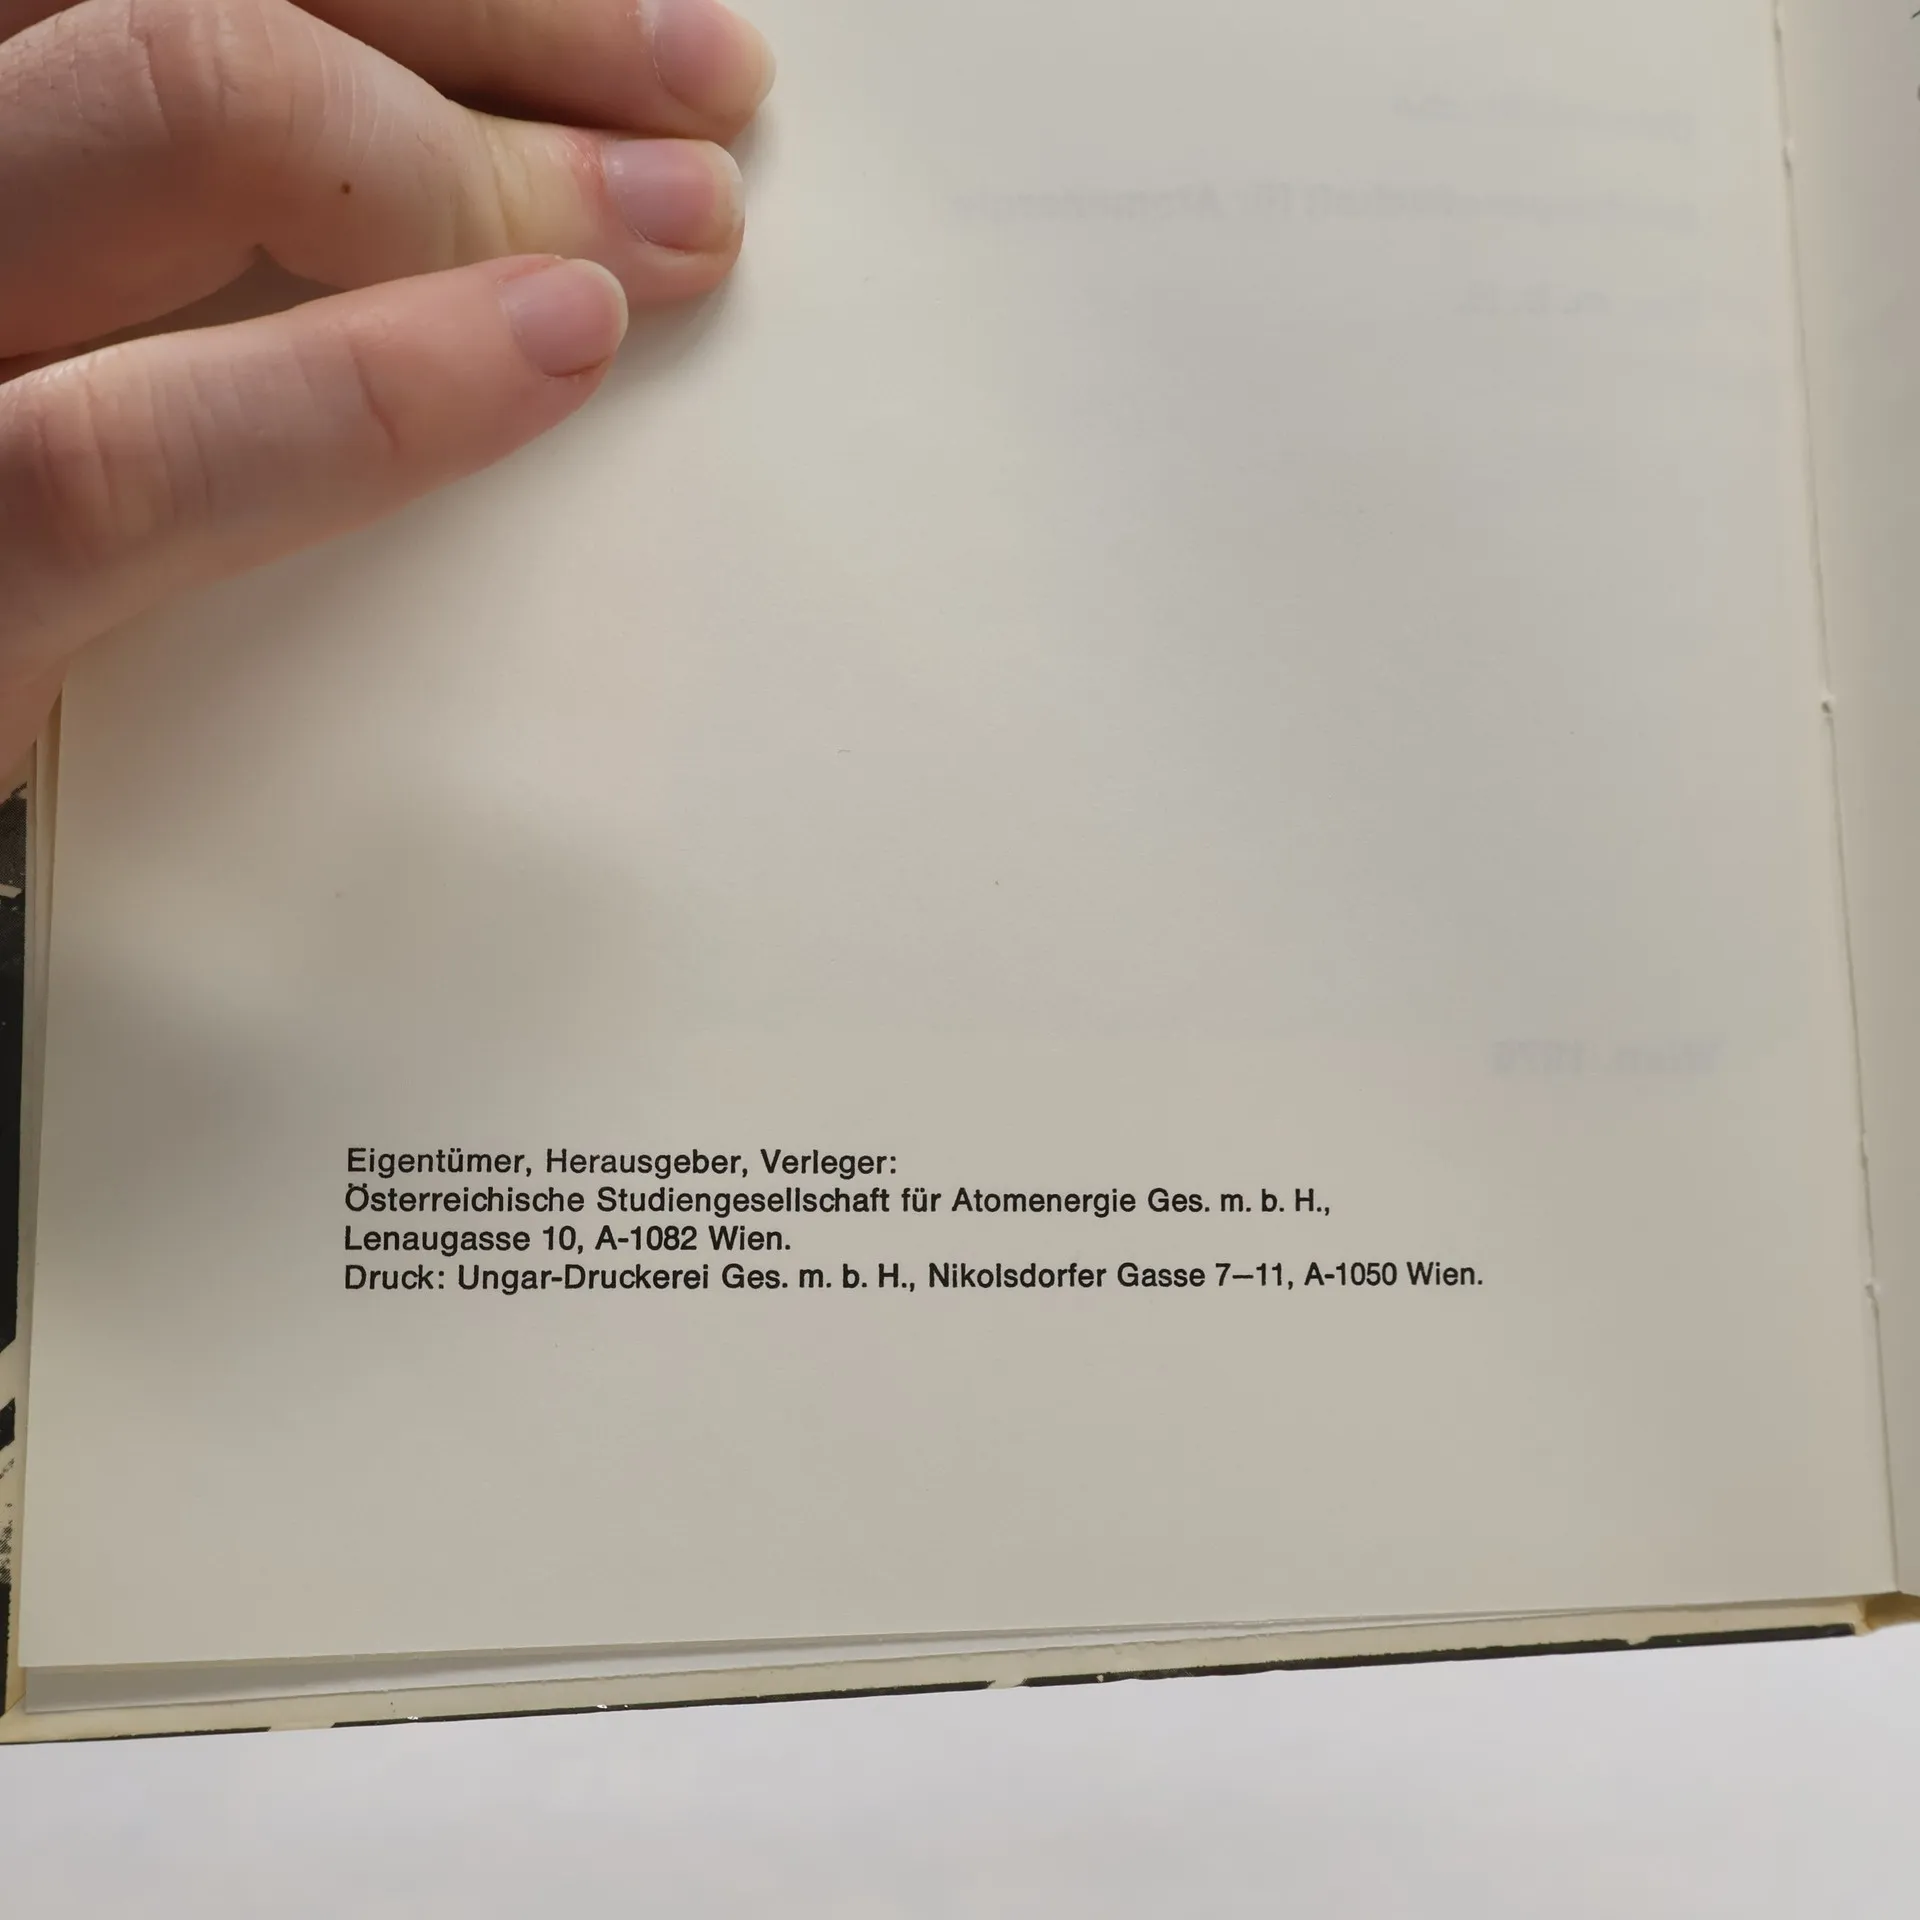 Eigentümer, Herausgeber, Verleger:
Österreichische Studiengesellschaft für Atomenergie Ges. m. b. H.,
Lenaugasse 10, A-1082 Wien.
Druck: Ungar-Druckerei Ges. m. b. H., Nikolsdorfer Gasse 7–11, A-1050 Wien.